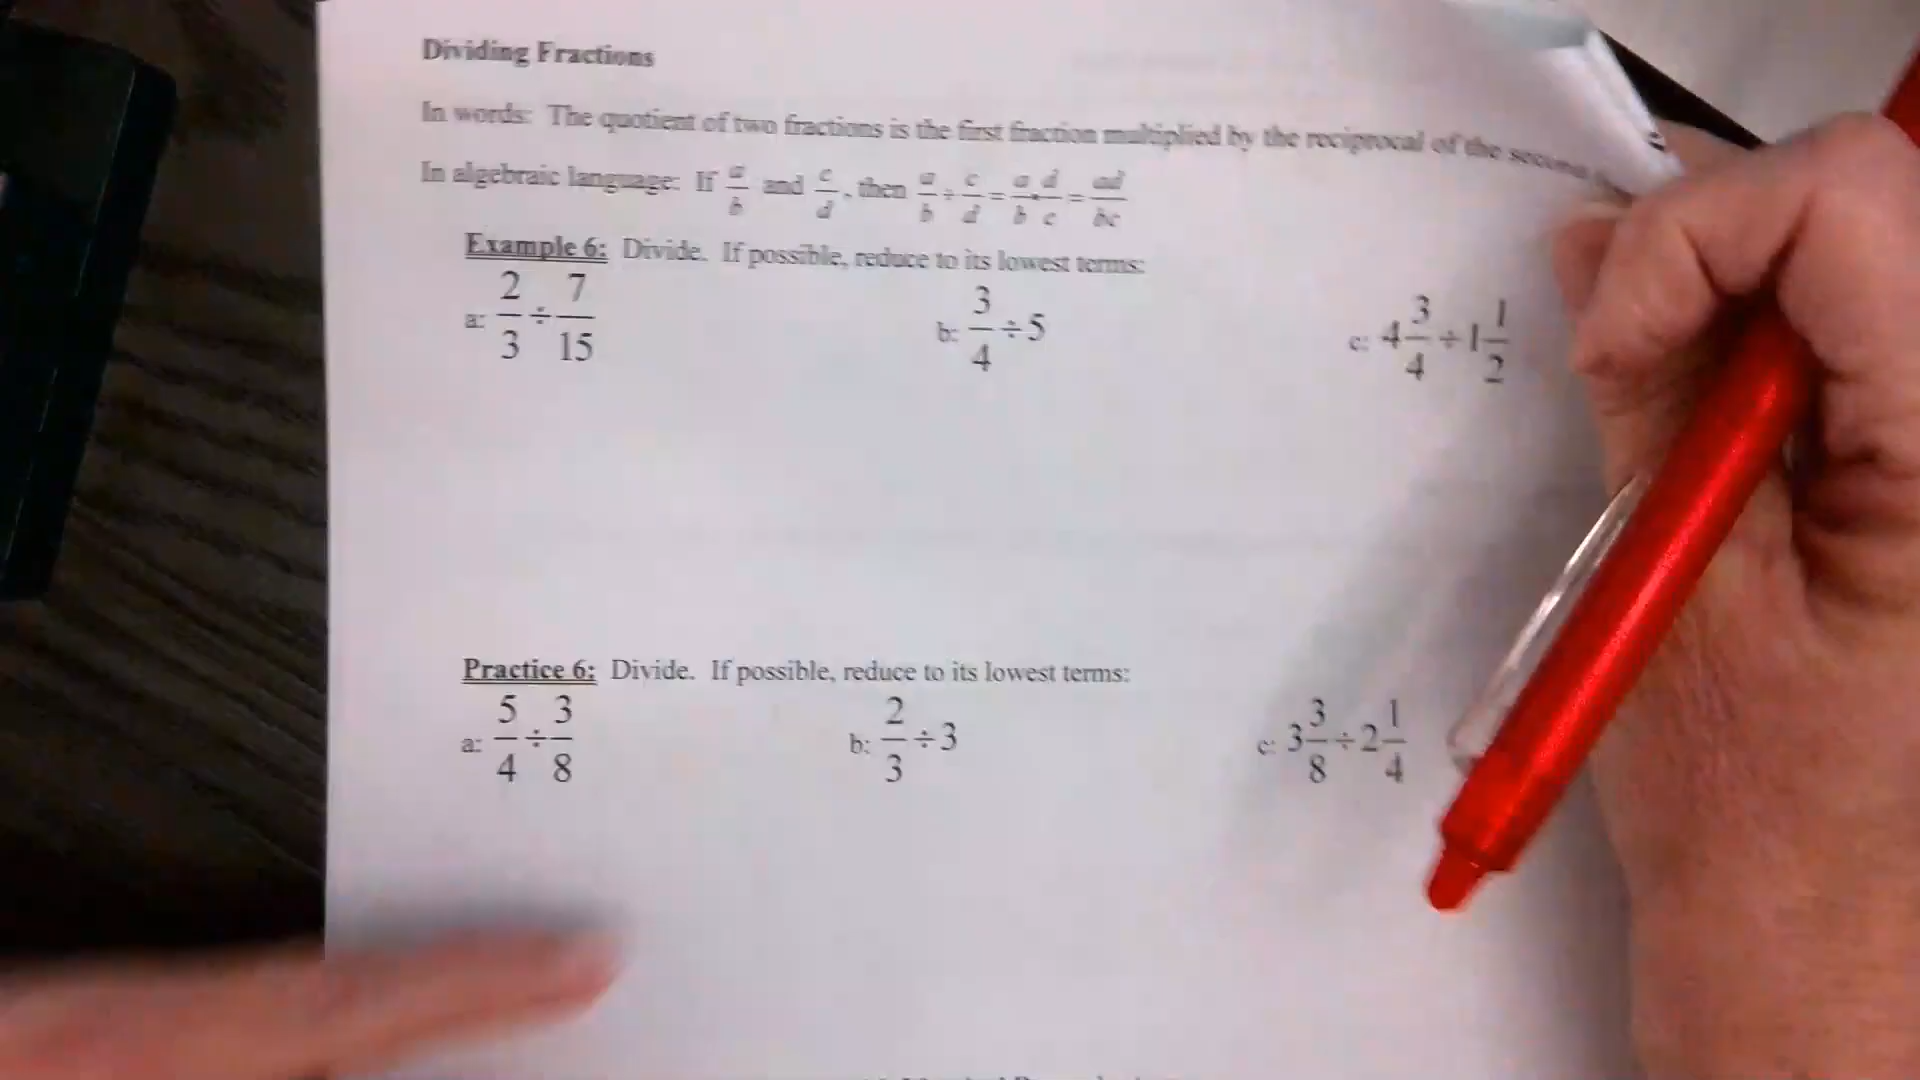 Dividing Fractions
In words: The quotient of two fractions is the first fraction multiplied by the reciprocal of the second
In algebraic language: If a/b and c/d, then a/b ÷ c/d = a/b · d/c = ad/bc
Example 6: Divide. If possible, reduce to its lowest terms:
a: 2/3 ÷ 7/15 b: 3/4 ÷ 5 c: 4 3/4 ÷ 1 1/2
Practice 6: Divide. If possible, reduce to its lowest terms:
a: 5/4 ÷ 3/8 b: 2/3 ÷ 3 c: 3 3/8 ÷ 2 1/4